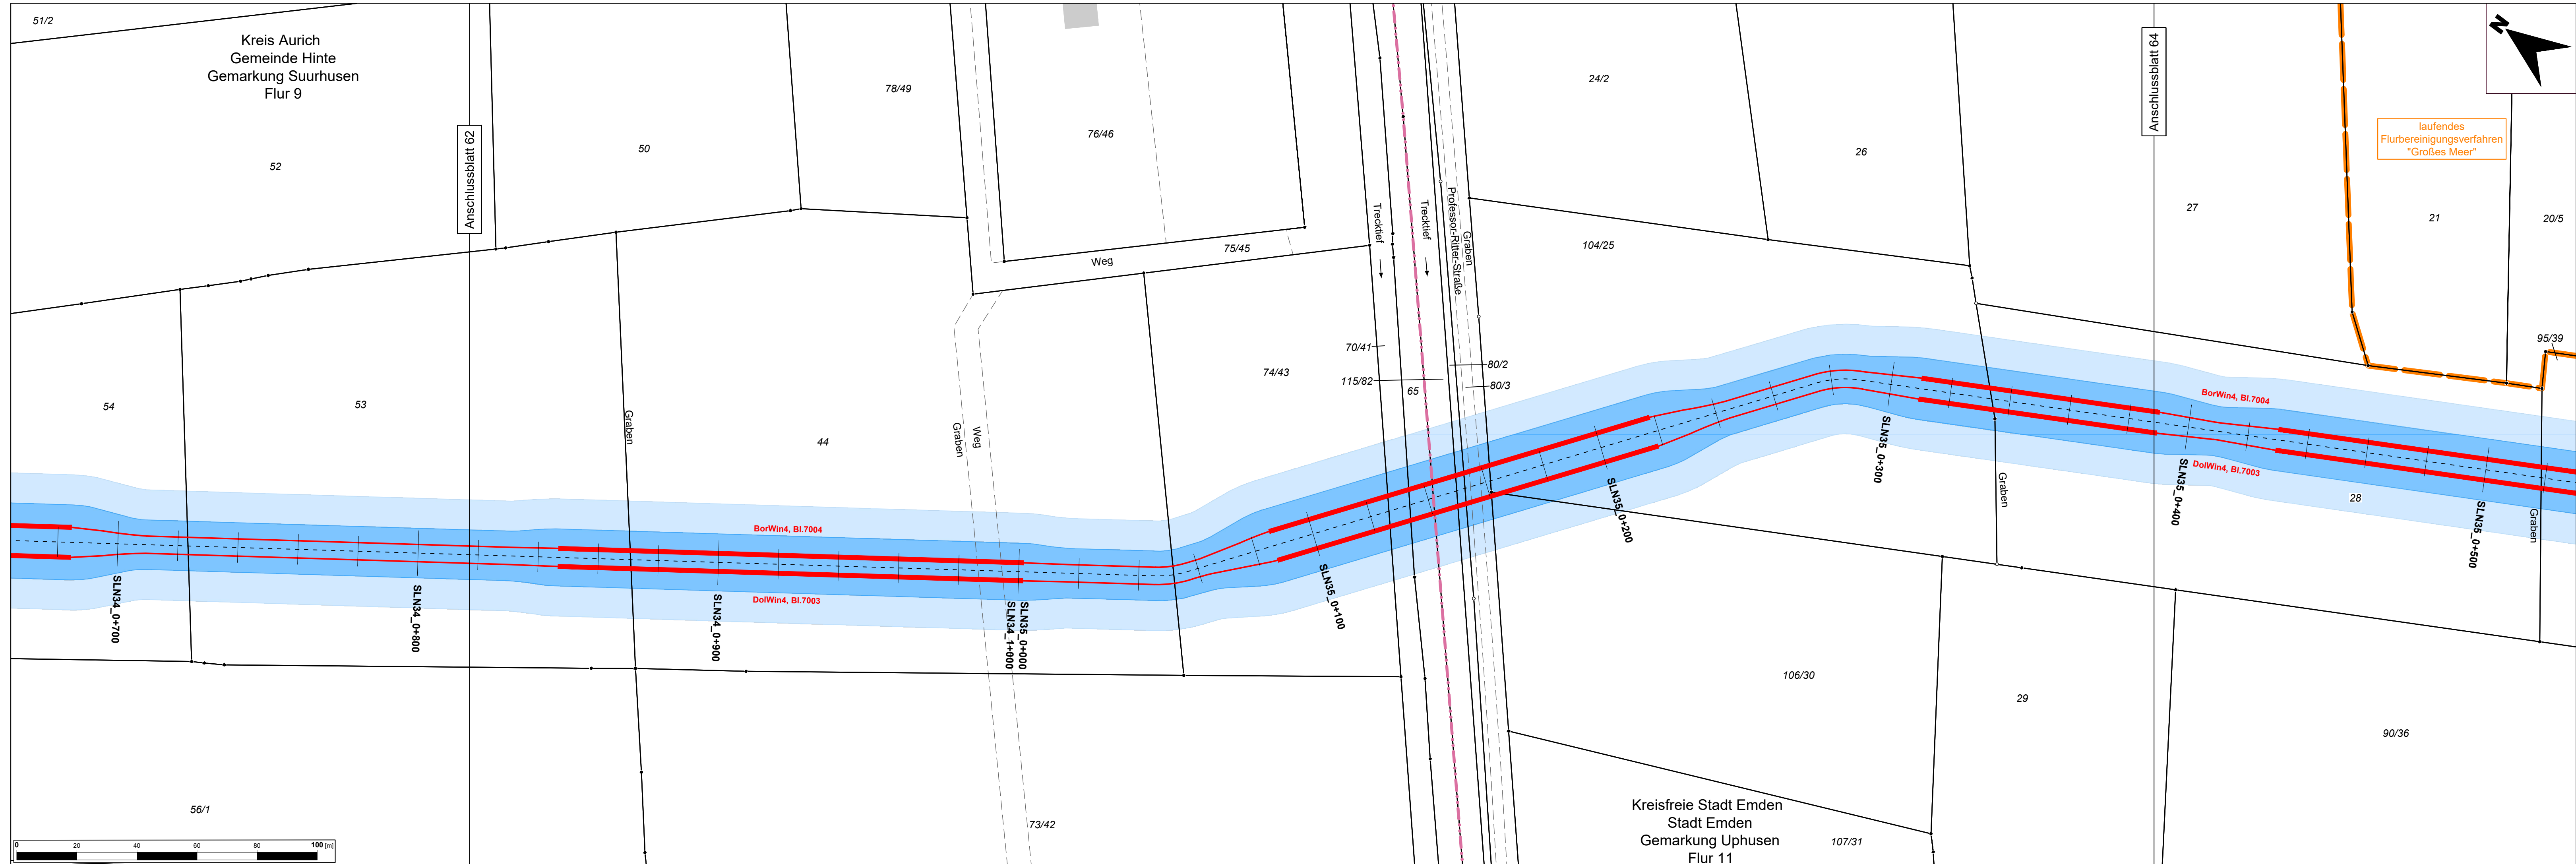 51/2
Kreis Aurich
Gemeinde Hinte
Gemarkung Suurhusen
Flur 9
52
Anschlussblatt 62
50
78/49
76/46
75/45
Weg
Trecktief
Trecktief
Professor-Ritter-Straße
Graben
24/2
26
104/25
Anschlussblatt 64
27
laufendes
Flurbereinigungsverfahren
"Großes Meer"
21
20/5
N
95/39
54
53
Graben
44
Graben
Weg
74/43
70/41
115/82
65
80/2
80/3
BorWin4, Bl.7004
DolWin4, Bl.7003
BorWin4, Bl.7004
DolWin4, Bl.7003
SLN34_0+700
SLN34_0+800
SLN34_0+900
SLN34_1+000
SLN35_0+000
SLN35_0+100
SLN35_0+200
SLN35_0+300
Graben
SLN35_0+400
SLN35_0+500
28
Graben
106/30
29
90/36
56/1
73/42
Kreisfreie Stadt Emden
Stadt Emden
Gemarkung Uphusen
Flur 11
107/31
0 20 40 60 80 100 [m]